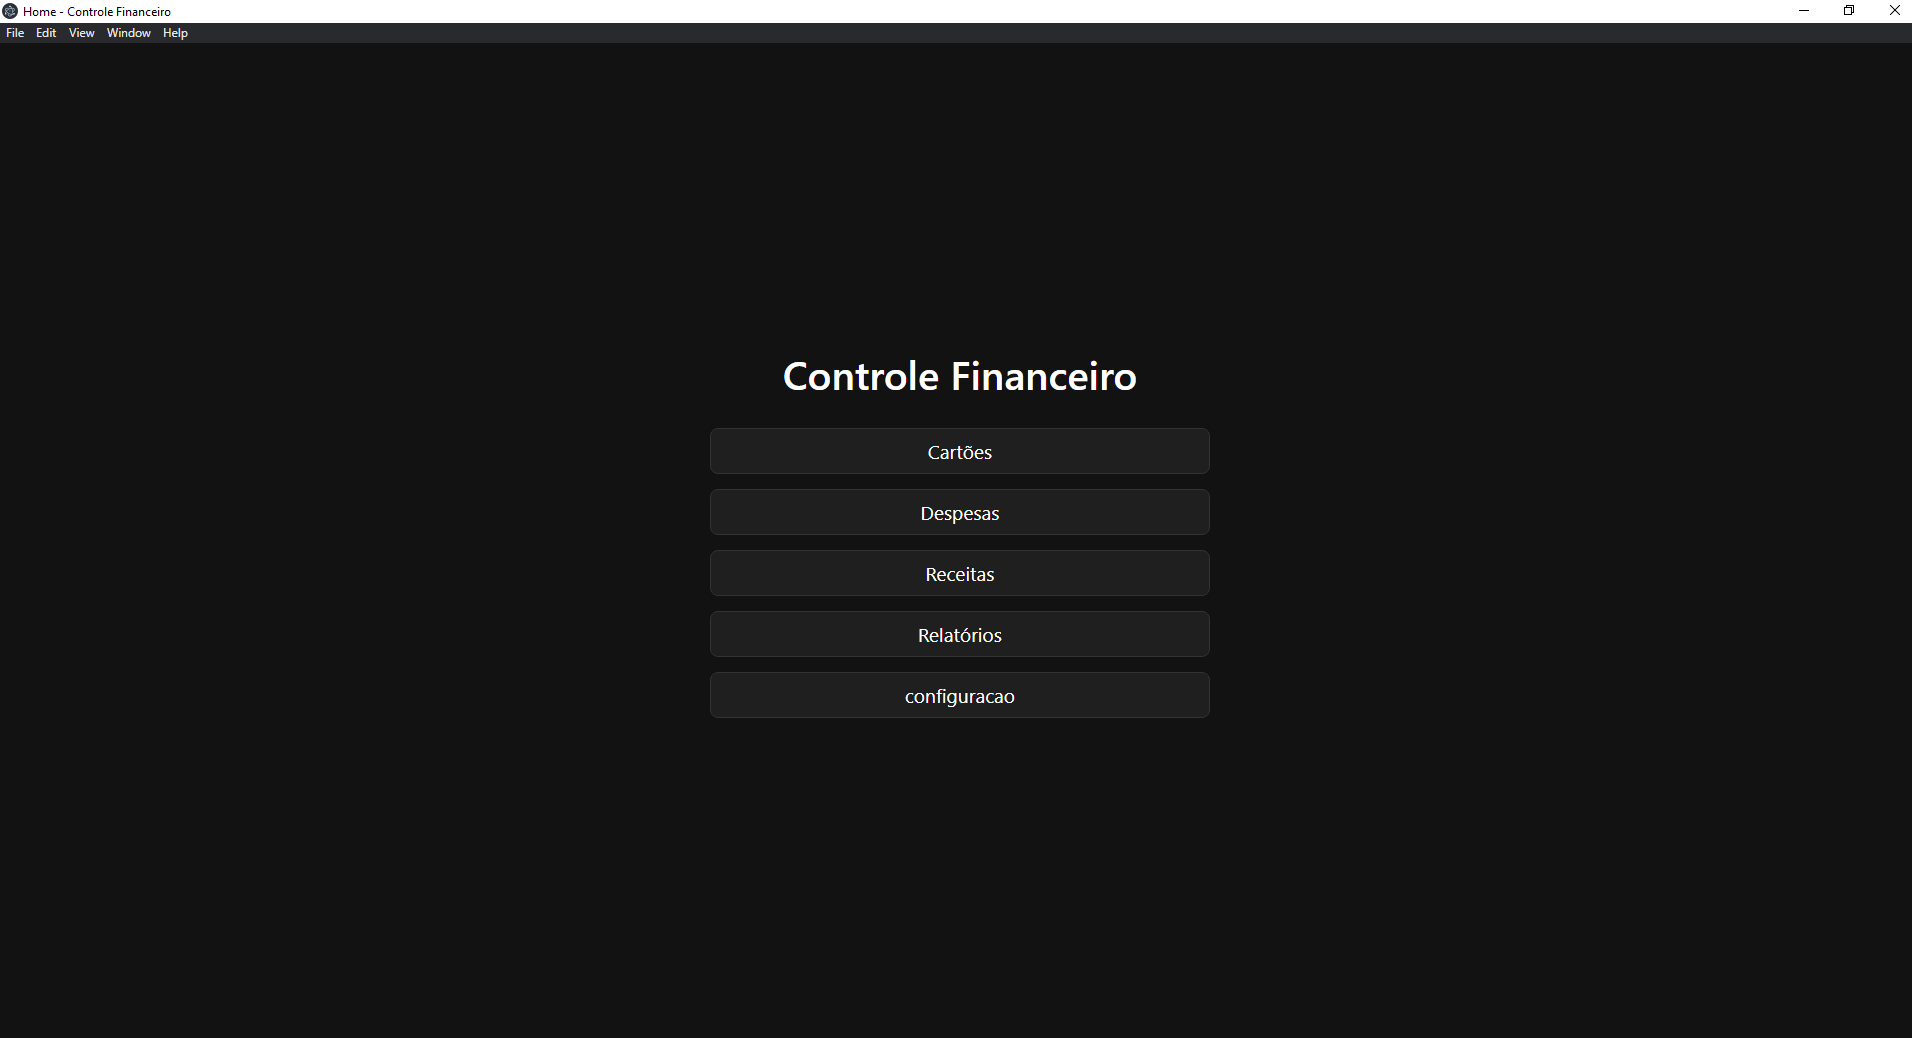 Home - Controle Financeiro
File Edit View Window Help
Controle Financeiro
Cartões
Despesas
Receitas
Relatórios
configuracao